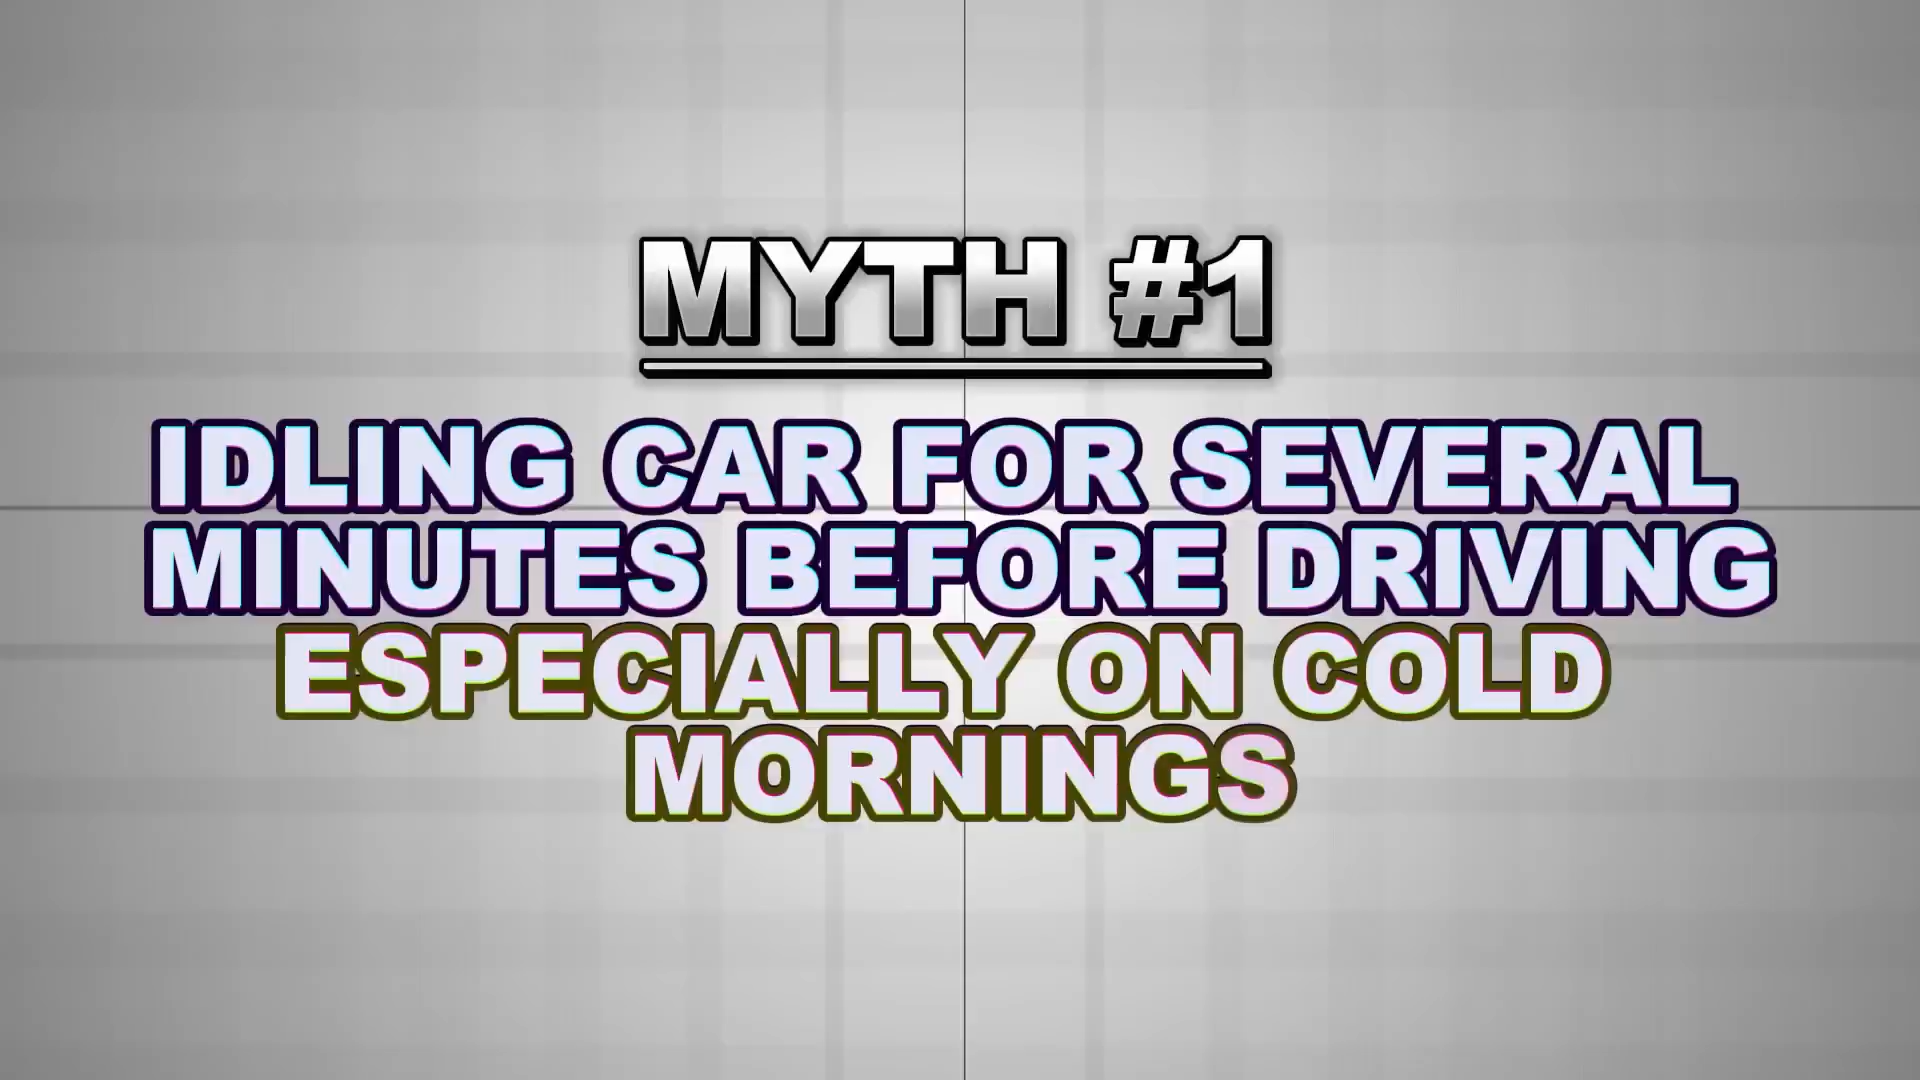 MYTH #1
IDLING CAR FOR SEVERAL
MINUTES BEFORE DRIVING
ESPECIALLY ON COLD
MORNINGS